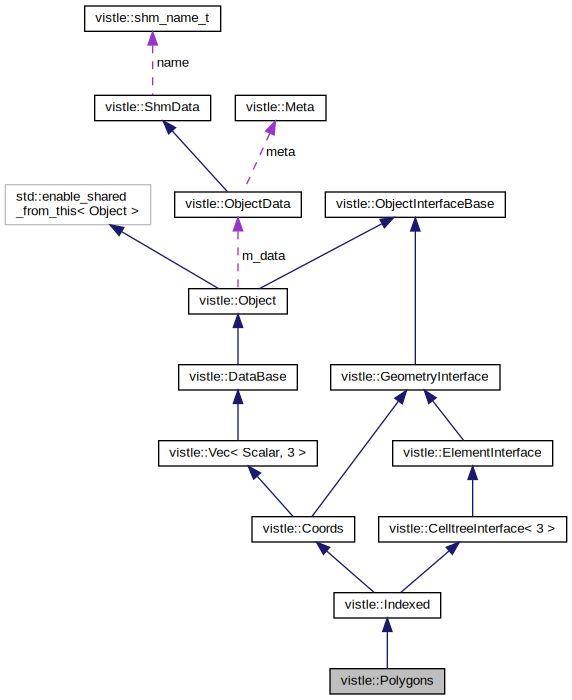 vistle::shm_name_t
name
vistle::ShmData
vistle::Meta
meta
std::enable_shared
_from_this< Object >
vistle::ObjectData
vistle::ObjectInterfaceBase
m_data
vistle::Object
vistle::DataBase
vistle::GeometryInterface
vistle::Vec< Scalar, 3 >
vistle::ElementInterface
vistle::Coords
vistle::CelltreeInterface< 3 >
vistle::Indexed
vistle::Polygons